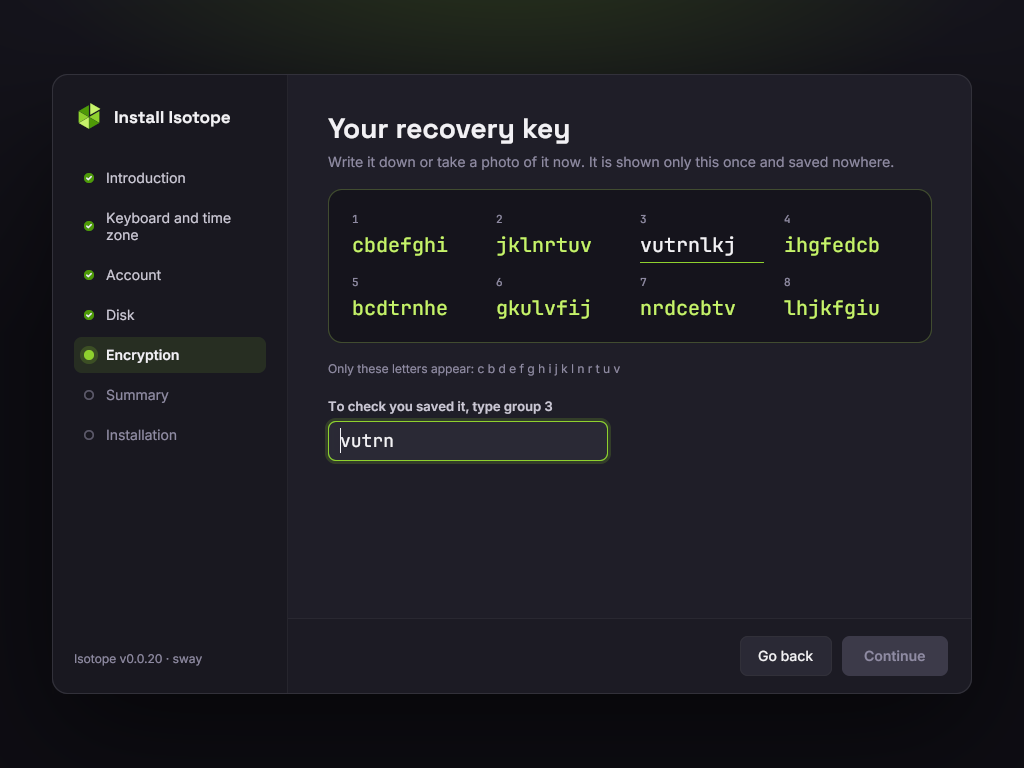 Install Isotope
Introduction
Keyboard and time
zone
Account
Disk
Encryption
Summary
Installation
Isotope v0.0.20 · sway
Your recovery key
Write it down or take a photo of it now. It is shown only this once and saved nowhere.
1 2 3 4
cbdefghi jklnrtuv vutrnlkj ihgfedcb
5 6 7 8
bcdtrnhe gkulvfij nrdcebtv lhjkfgiu
Only these letters appear: c b d e f g h i j k l n r t u v
To check you saved it, type group 3
vutrn
Go back Continue